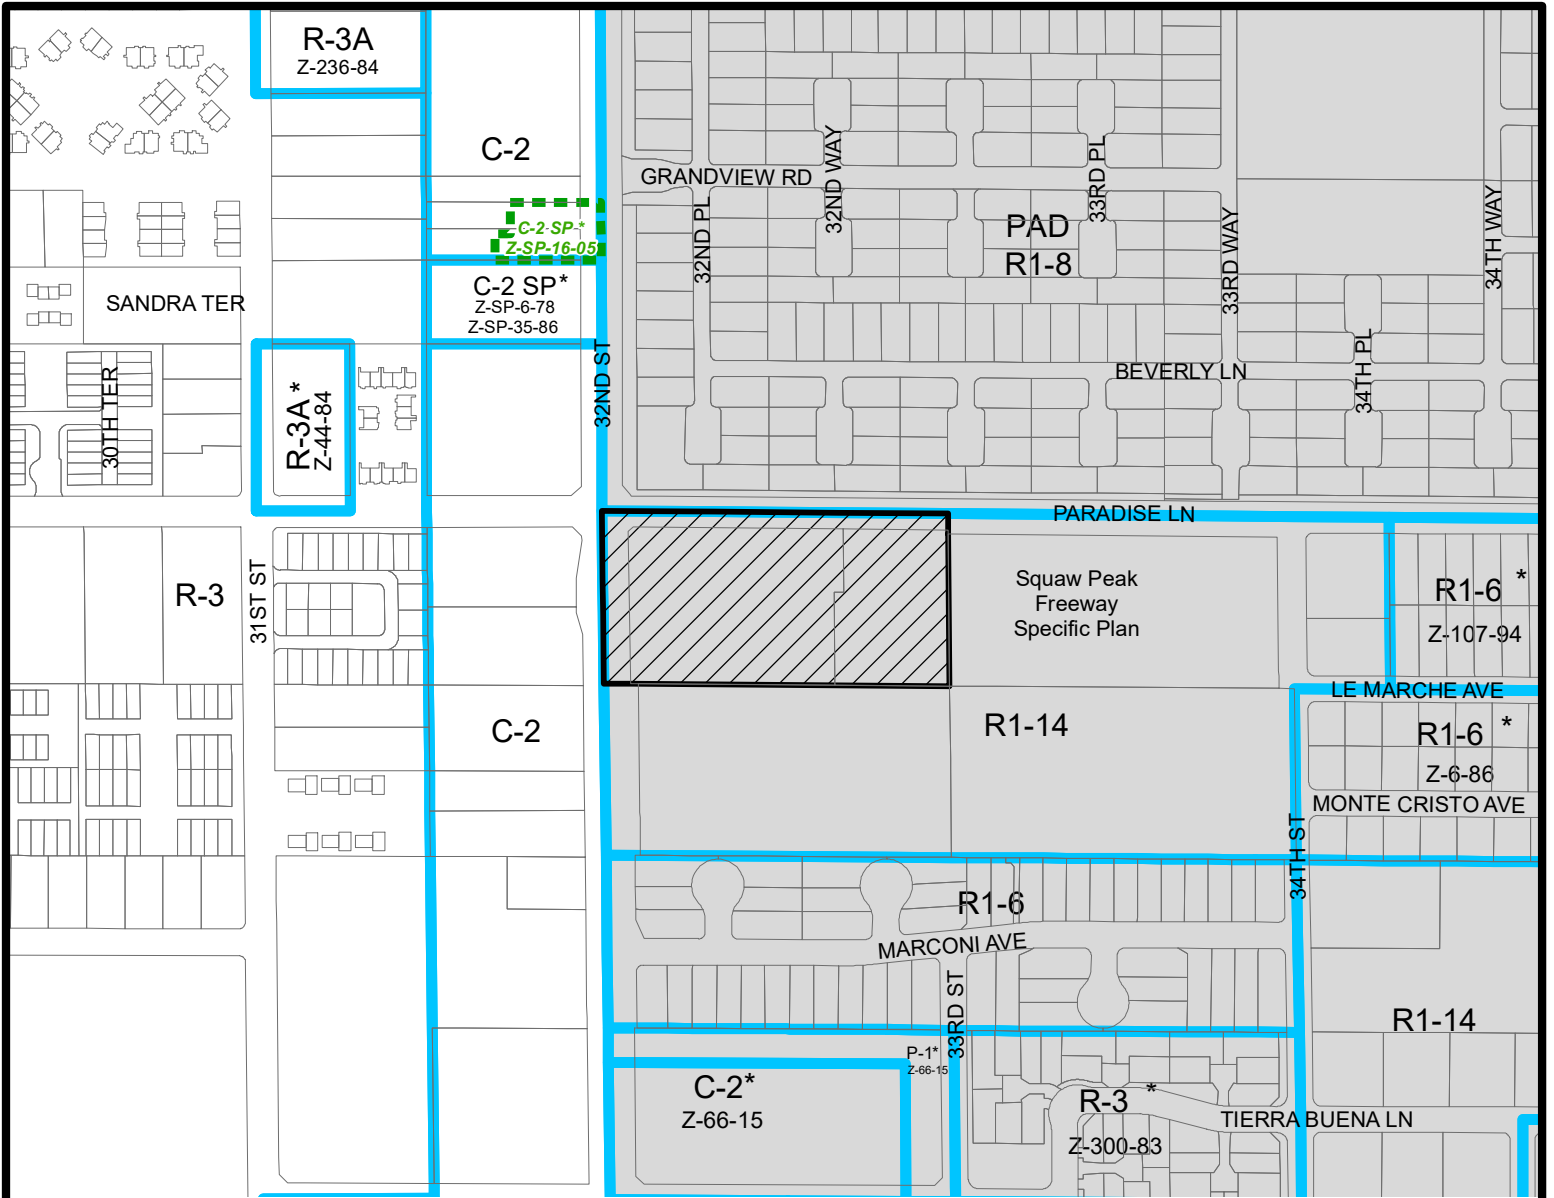 R-3A
Z-236-84
C-2
GRANDVIEW RD
32ND WAY
33RD PL
32ND PL
PAD
R1-8
33RD WAY
34TH WAY
C-2 SP *
Z-SP-16-05
C-2 SP*
Z-SP-6-78
Z-SP-35-86
SANDRA TER
30TH TER
R-3A *
Z-44-84
32ND ST
BEVERLY LN
34TH PL
PARADISE LN
R-3
31ST ST
Squaw Peak
Freeway
Specific Plan
R1-6 *
Z-107-94
LE MARCHE AVE
C-2
R1-14
R1-6 *
Z-6-86
MONTE CRISTO AVE
34TH ST
R1-6
MARCONI AVE
33RD ST
R1-14
P-1*
Z-66-15
C-2*
Z-66-15
R-3 *
Z-300-83
TIERRA BUENA LN